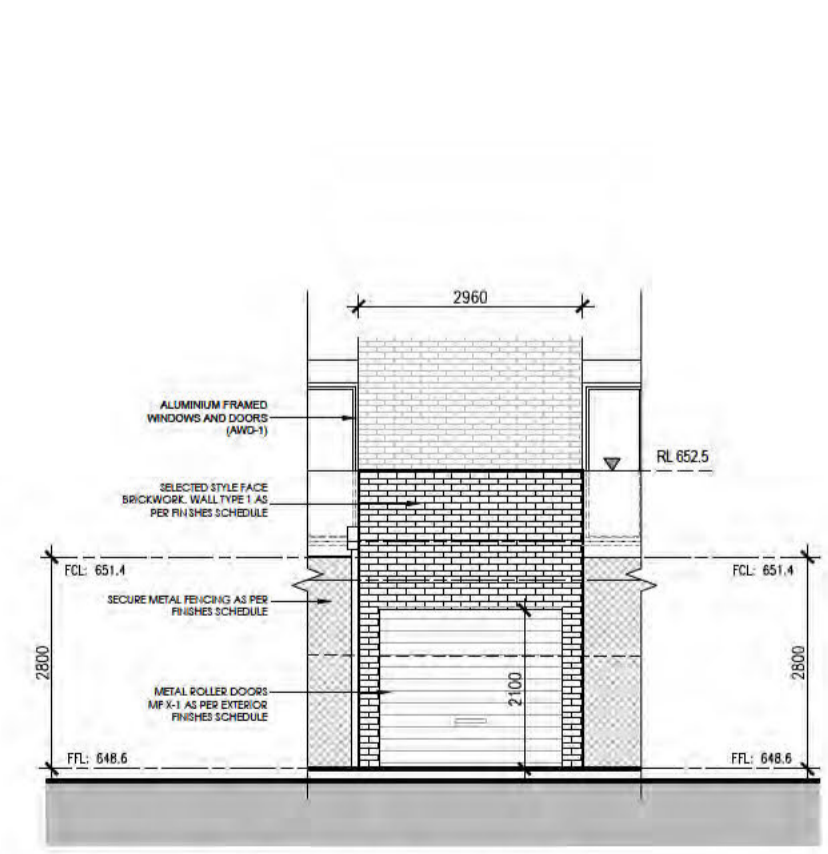 2960
ALUMINIUM FRAMED
WINDOWS AND DOORS
(AWD-1)
RL 652.5
SELECTED STYLE FACE
BRICKWORK. WALL TYPE 1 AS
PER FINISHES SCHEDULE
FCL: 651.4
FCL: 651.4
SECURE METAL FENCING AS PER
FINISHES SCHEDULE
2800
2100
2800
METAL ROLLER DOORS
MF X-1 AS PER EXTERIOR
FINISHES SCHEDULE
FFL: 648.6
FFL: 648.6